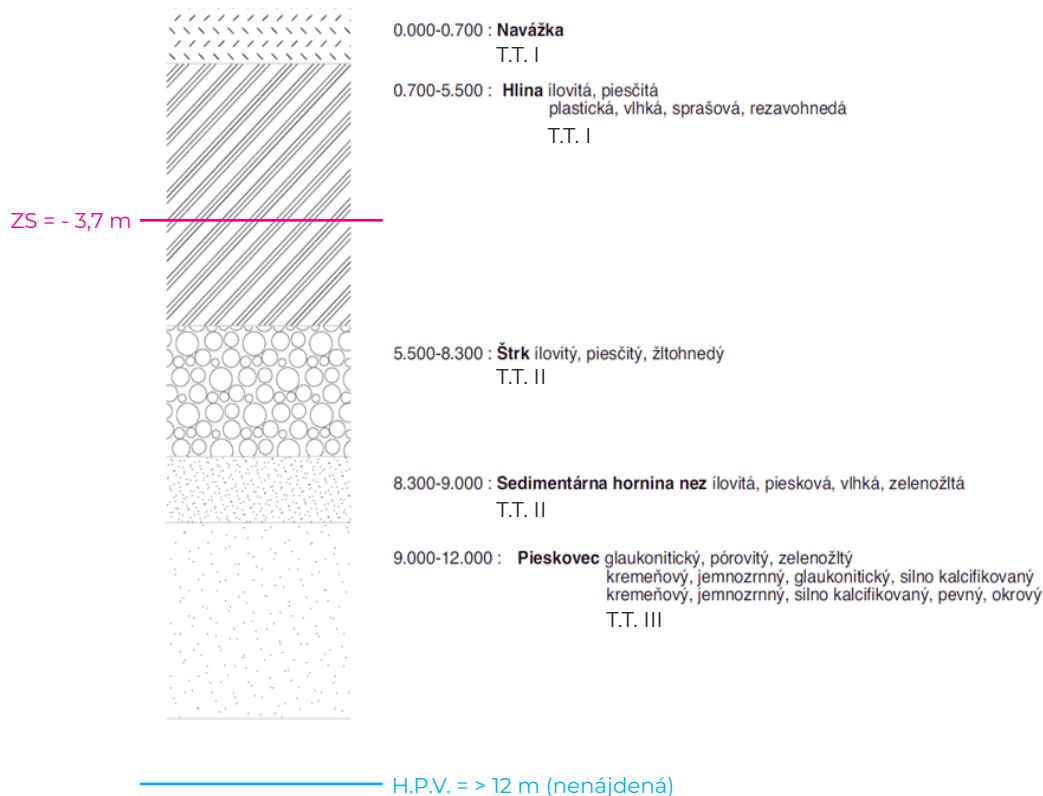 0.000-0.700 : Navážka
T.T. I
0.700-5.500 : Hlina ílovitá, piesčitá
plastická, vlhká, sprašová, rezavohnedá
T.T. I
ZS = - 3,7 m
5.500-8.300 : Štrk ílovitý, piesčitý, žltohnedý
T.T. II
8.300-9.000 : Sedimentárna hornina nez ílovitá, piesková, vlhká, zelenožltá
T.T. II
9.000-12.000 : Pieskovec glaukonitický, pórovitý, zelenožltý
kremeňový, jemnozrnný, glaukonitický, silno kalcifikovaný
kremeňový, jemnozrnný, silno kalcifikovaný, pevný, okrový
T.T. III
H.P.V. = > 12 m (nenájdená)